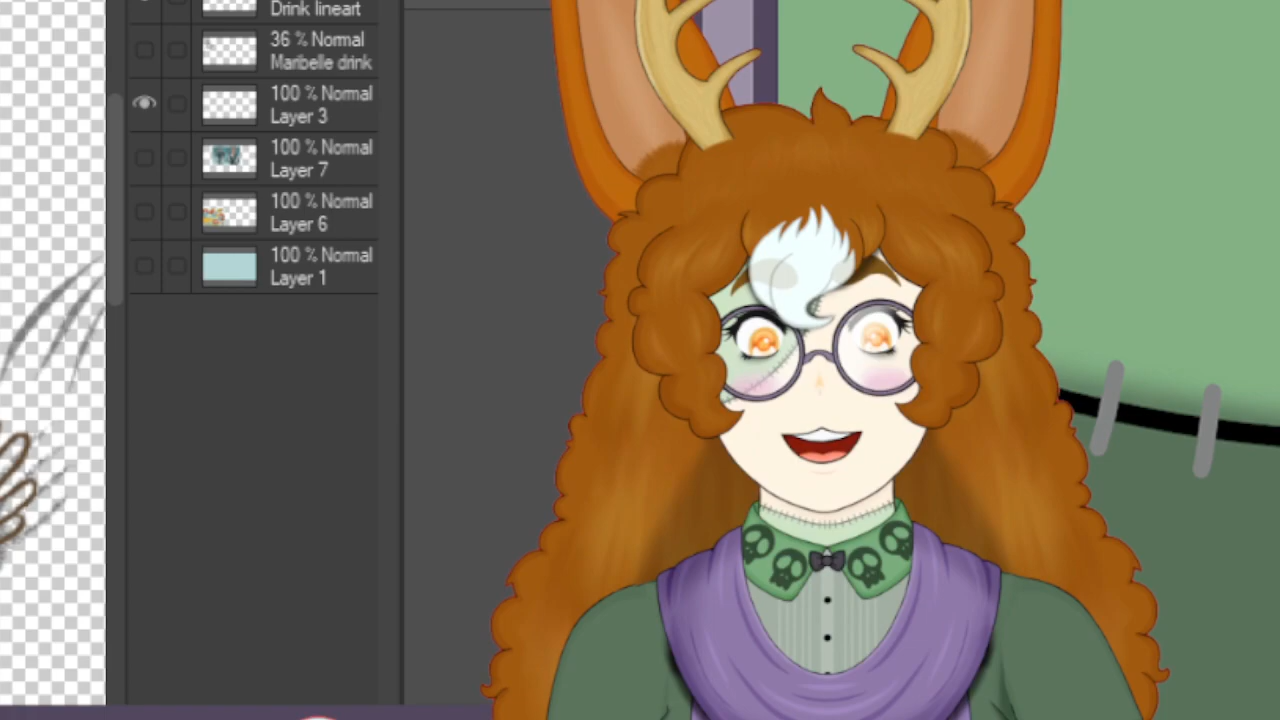 Drink lineart
36 % Normal
Maribelle drink
100 % Normal
Layer 3
100 % Normal
Layer 7
100 % Normal
Layer 6
100 % Normal
Layer 1